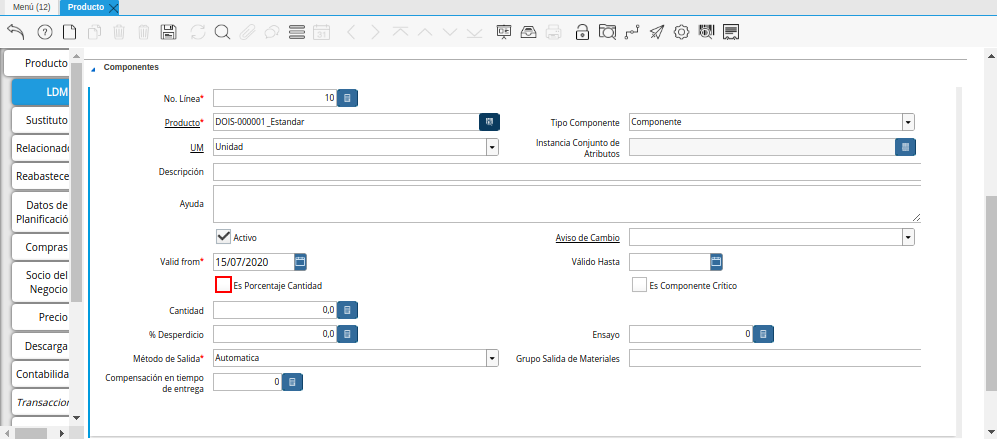 Menú (12)
Producto
Producto
LDM
Sustituto
Relacionado
Reabastece
Datos de
Planificació
Compras
Socio del
Negocio
Precio
Descarga
Contabilida
Transaccion
Componentes
No. Línea* 10
Producto* DOIS-000001_Estandar
Tipo Componente Componente
UM Unidad
Instancia Conjunto de
Atributos
Descripción
Ayuda
Activo
Aviso de Cambio
Valid from* 15/07/2020
Válido Hasta
Es Porcentaje Cantidad
Es Componente Crítico
Cantidad 0,0
% Desperdicio 0,0
Ensayo 0
Método de Salida* Automatica
Grupo Salida de Materiales
Compensación en tiempo
de entrega 0